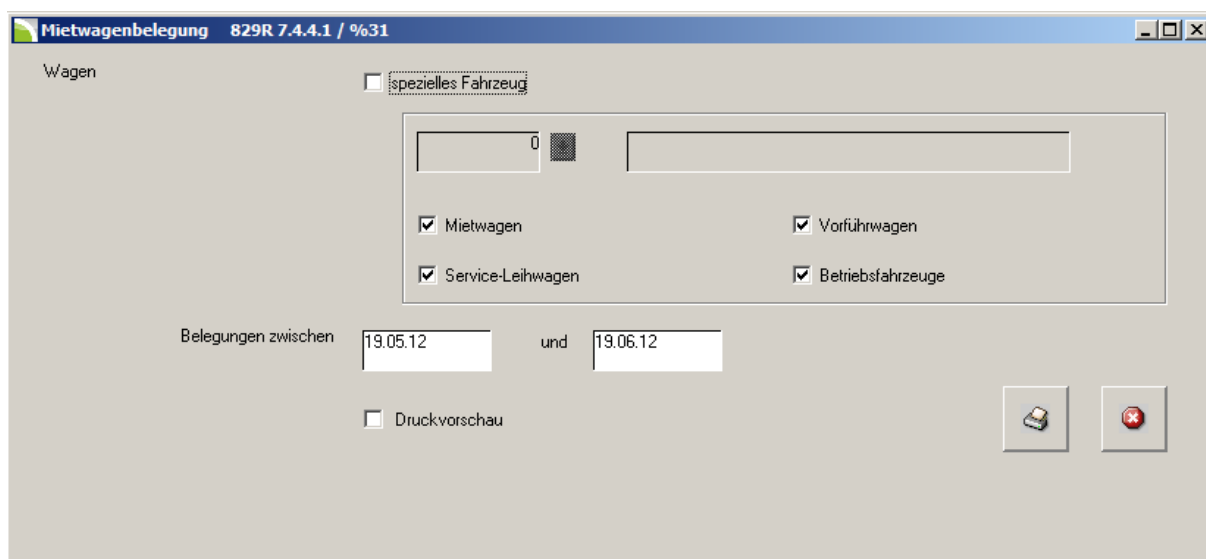 Mietwagenbelegung 829R 7.4.4.1 / %31
Wagen
spezielles Fahrzeug
0
Mietwagen
Vorführwagen
Service-Leihwagen
Betriebsfahrzeuge
Belegungen zwischen 19.05.12 und 19.06.12
Druckvorschau